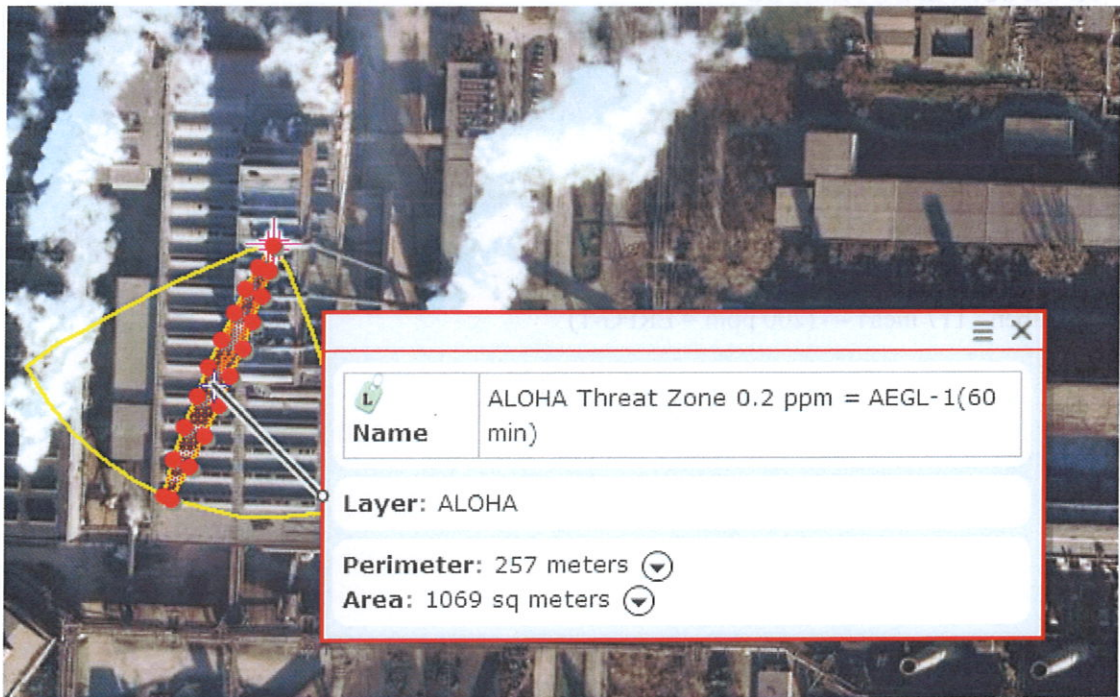 L
Name
ALOHA Threat Zone 0.2 ppm = AEGL-1(60
min)
Layer: ALOHA
Perimeter: 257 meters
Area: 1069 sq meters